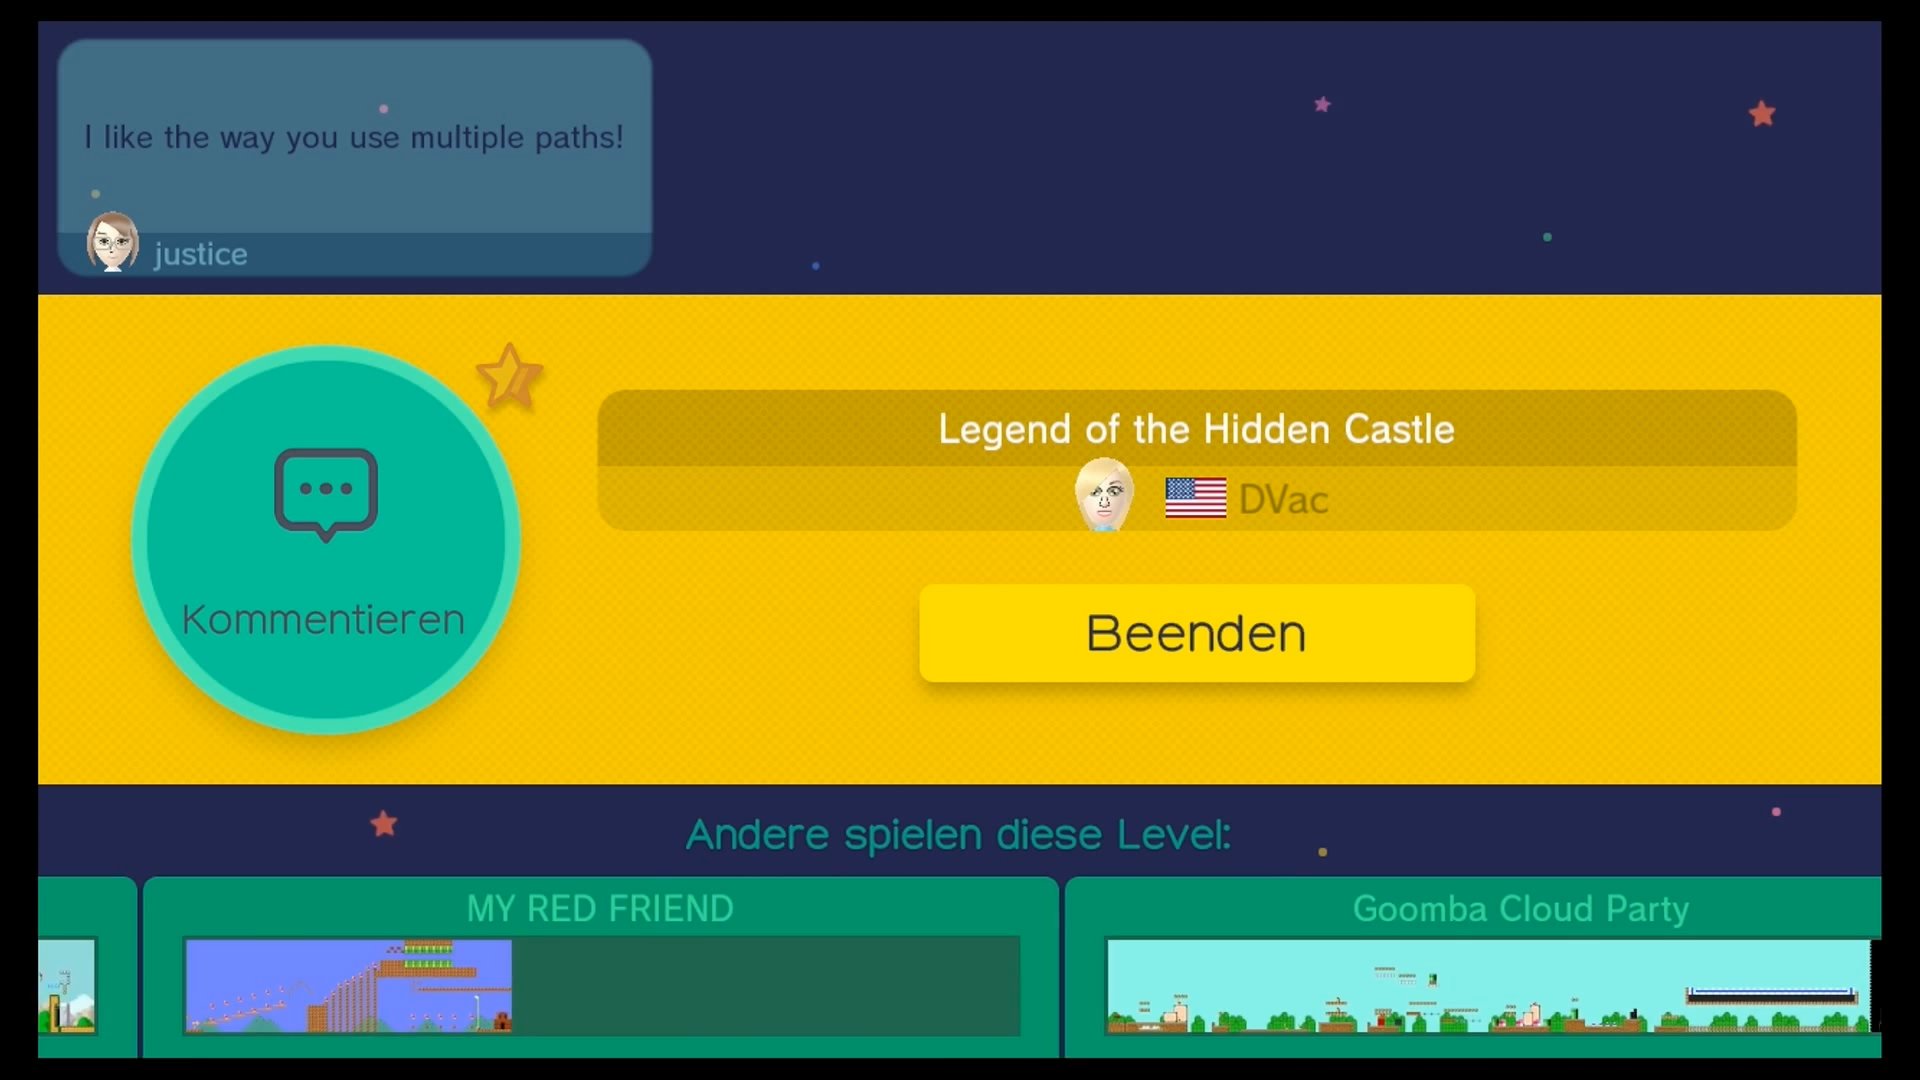 I like the way you use multiple paths!
justice
Legend of the Hidden Castle
DVac
Kommentieren
Beenden
Andere spielen diese Level:
MY RED FRIEND
Goomba Cloud Party